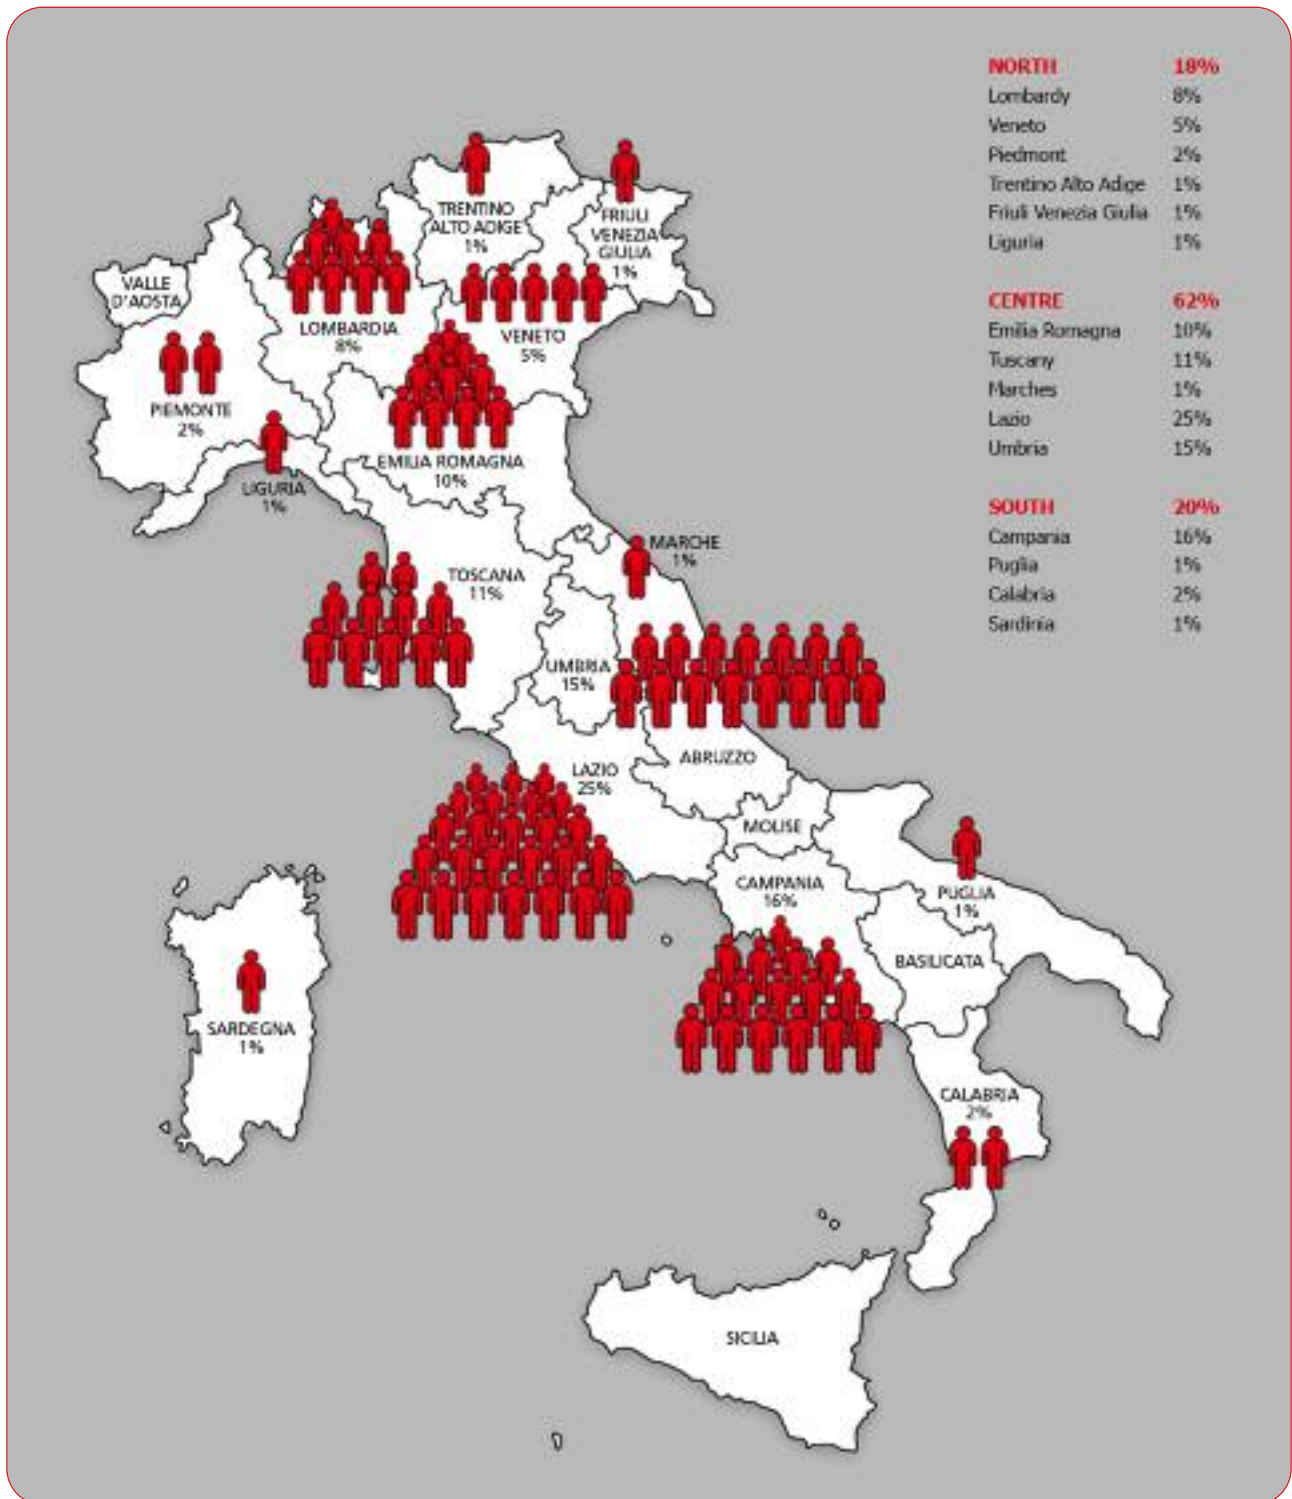 NORTH 18%
Lombardy 8%
Veneto 5%
Piedmont 2%
Trentino Alto Adige 1%
Friuli Venezia Giulia 1%
Liguria 1%
CENTRE 62%
Emilia Romagna 10%
Tuscany 11%
Marches 1%
Lazio 25%
Umbria 15%
SOUTH 20%
Campania 16%
Puglia 1%
Calabria 2%
Sardinia 1%
TRENTINO
ALTO ADIGE
1%
FRIULI
VENEZIA
GIULIA
1%
VALLE
D'AOSTA
LOMBARDIA
8%
VENETO
5%
PIEMONTE
2%
EMILIA ROMAGNA
10%
LIGURIA
1%
MARCHE
1%
TOSCANA
11%
UMBRIA
15%
ABRUZZO
LAZIO
25%
MOLISE
CAMPANIA
16%
PUGLIA
1%
BASILICATA
SARDEGNA
1%
CALABRIA
2%
SICILIA